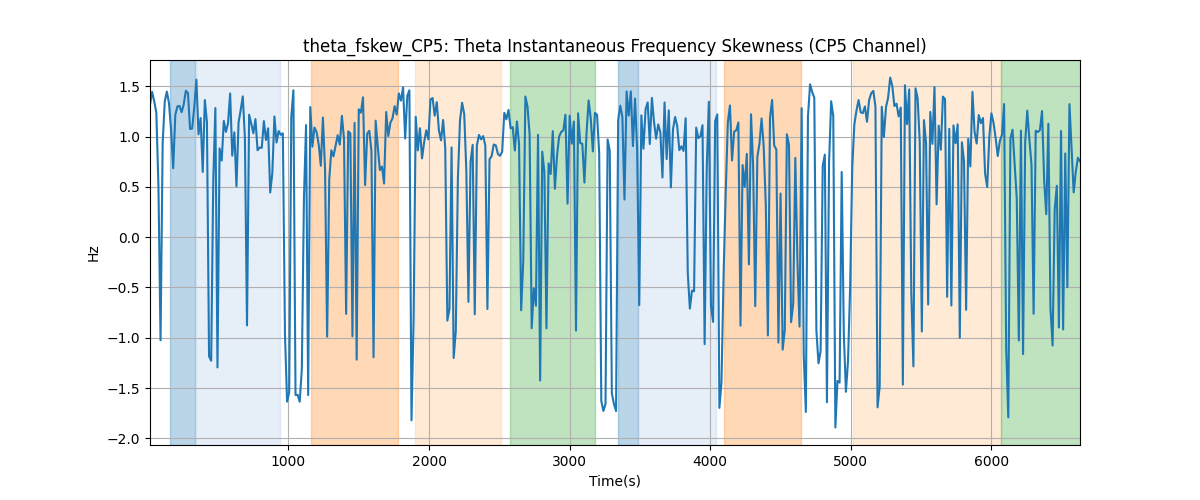 theta_fskew_CP5: Theta Instantaneous Frequency Skewness (CP5 Channel)
1.5
1.0
0.5
0.0
−0.5
−1.0
−1.5
−2.0
Hz
1000 2000 3000 4000 5000 6000
Time(s)